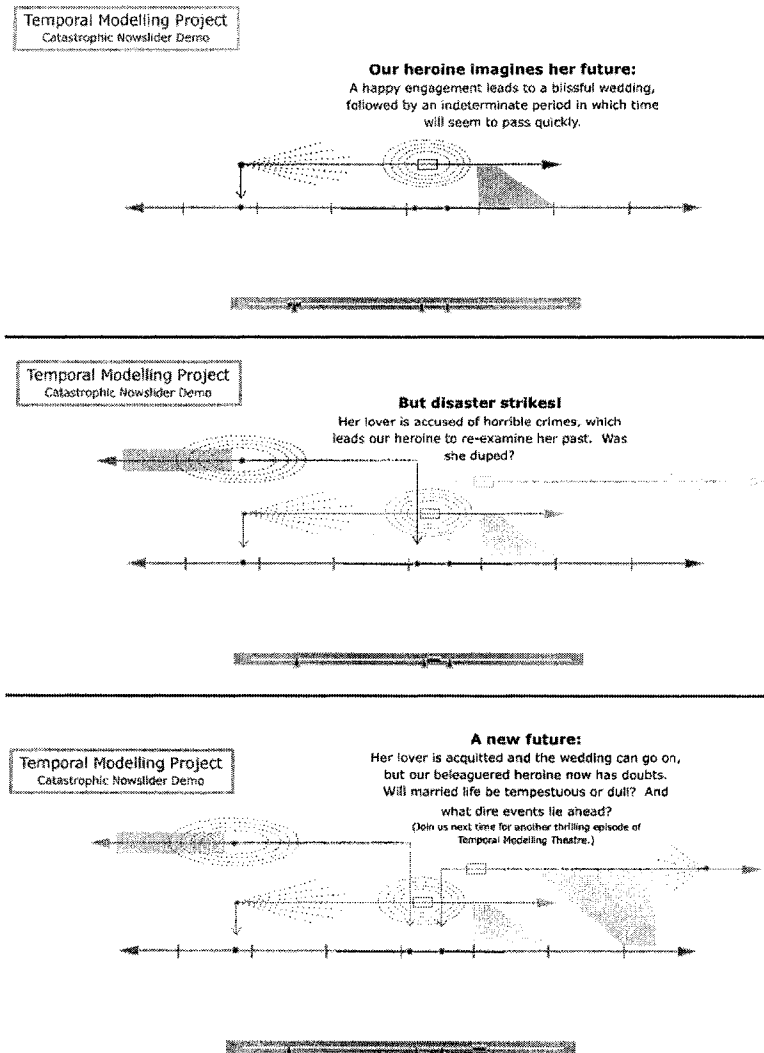 Temporal Modelling Project
Catastrophic Nowslider Demo
Our heroine imagines her future:
A happy engagement leads to a blissful wedding,
followed by an indeterminate period in which time
will seem to pass quickly.
Temporal Modelling Project
Catastrophic Nowslider Demo
But disaster strikes!
Her lover is accused of horrible crimes, which
leads our heroine to re-examine her past. Was
she duped?
Temporal Modelling Project
Catastrophic Nowslider Demo
A new future:
Her lover is acquitted and the wedding can go on,
but our beleaguered heroine now has doubts.
Will married life be tempestuous or dull? And
what dire events lie ahead?
(Join us next time for another thrilling episode of
Temporal Modelling Theatre.)